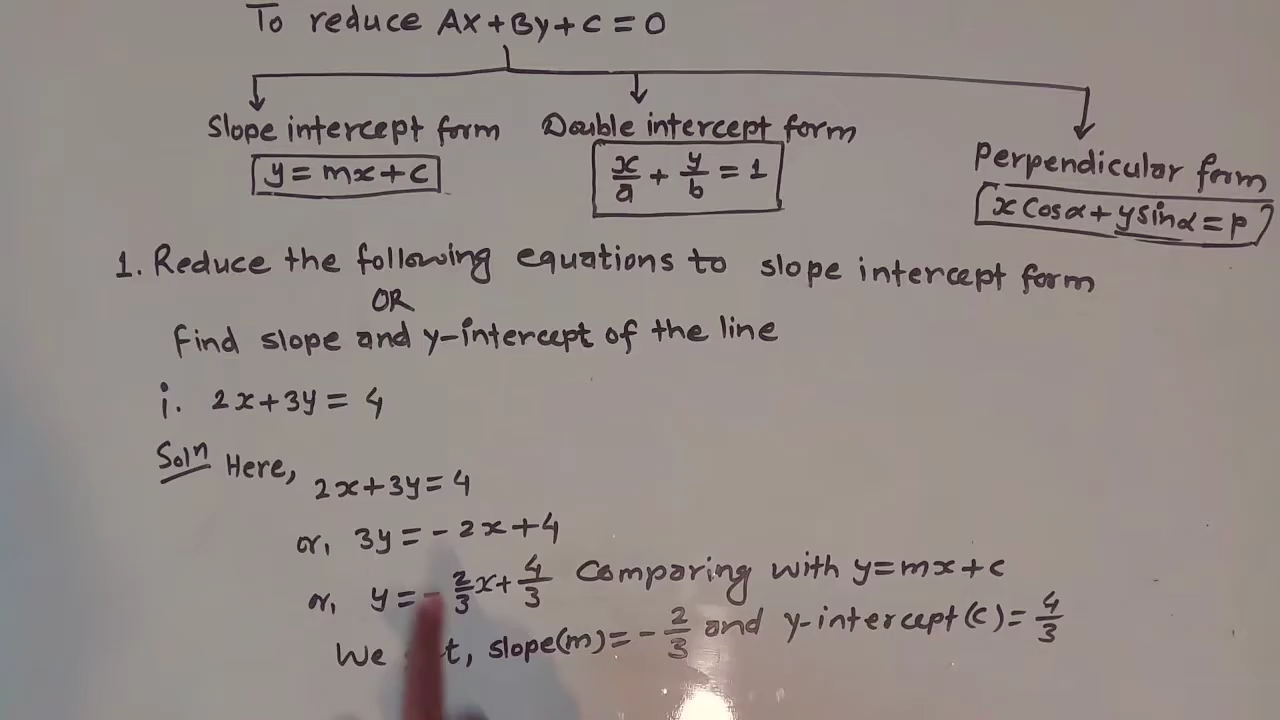 To reduce Ax+By+C=0
Slope intercept form
y=mx+c
Double intercept form
x/a + y/b = 1
Perpendicular form
x Cosα + y Sinα = p
1. Reduce the following equations to slope intercept form
OR
Find slope and y-intercept of the line
i. 2x+3y = 4
Solⁿ Here,
2x+3y=4
or, 3y = -2x+4
or, y = -2/3 x + 4/3 Comparing with y=mx+c
We t, slope(m) = -2/3 and y-intercept(c) = 4/3